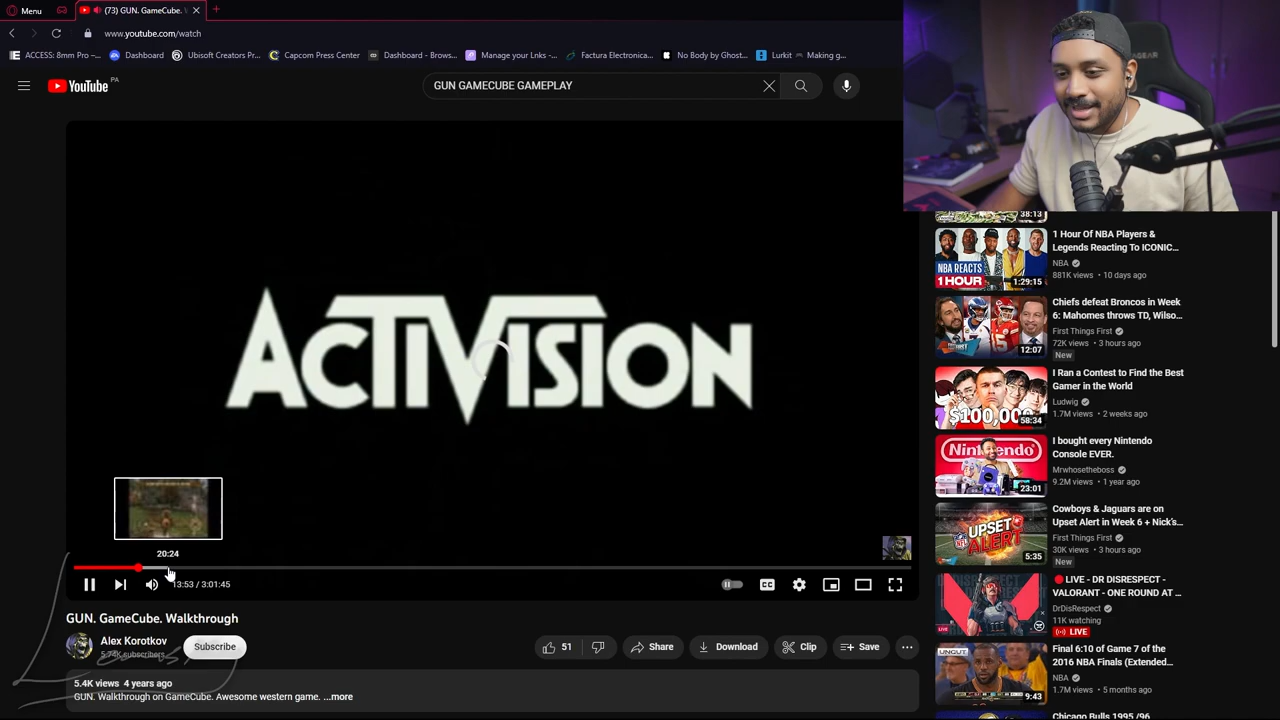 Menu
(73) GUN. GameCube.
www.youtube.com/watch
ACCESS: 8mm Pro –...
Dashboard
Ubisoft Creators Pr...
Capcom Press Center
Dashboard - Brows...
Manage your Lnks -...
Factura Electronica...
No Body by Ghost...
Lurkit - Making g...
YouTube
PA
GUN GAMECUBE GAMEPLAY
ACTIVISION
20:24
13:53 / 3:01:45
CC
GUN. GameCube. Walkthrough
Alex Korotkov
subscribers
Subscribe
51
Share
Download
Clip
Save
5.4K views 4 years ago
GUN. Walkthrough on GameCube. Awesome western game. ...more
38:13
NBA REACTS
1 HOUR
1:29:15
1 Hour Of NBA Players &
Legends Reacting To ICONIC...
NBA
881K views • 10 days ago
12:07
Chiefs defeat Broncos in Week
6: Mahomes throws TD, Wilso...
First Things First
72K views • 3 hours ago
New
$100,000
58:34
I Ran a Contest to Find the Best
Gamer in the World
Ludwig
1.7M views • 2 weeks ago
Nintendo
23:01
I bought every Nintendo
Console EVER.
Mrwhosetheboss
9.2M views • 1 year ago
UPSET
ALERT
5:35
Cowboys & Jaguars are on
Upset Alert in Week 6 + Nick's...
First Things First
30K views • 3 hours ago
New
LIVE - DR DISRESPECT -
VALORANT - ONE ROUND AT ...
DrDisRespect
11K watching
LIVE
UNCUT
9:43
Final 6:10 of Game 7 of the
2016 NBA Finals (Extended...
NBA
1.7M views • 5 months ago
Chicago Bulls 1995 /96